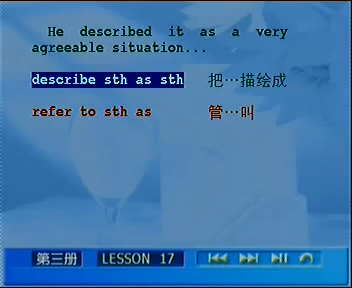 He described it as a very
agreeable situation...
describe sth as sth 把…描绘成
refer to sth as 管…叫
第三册 LESSON 17